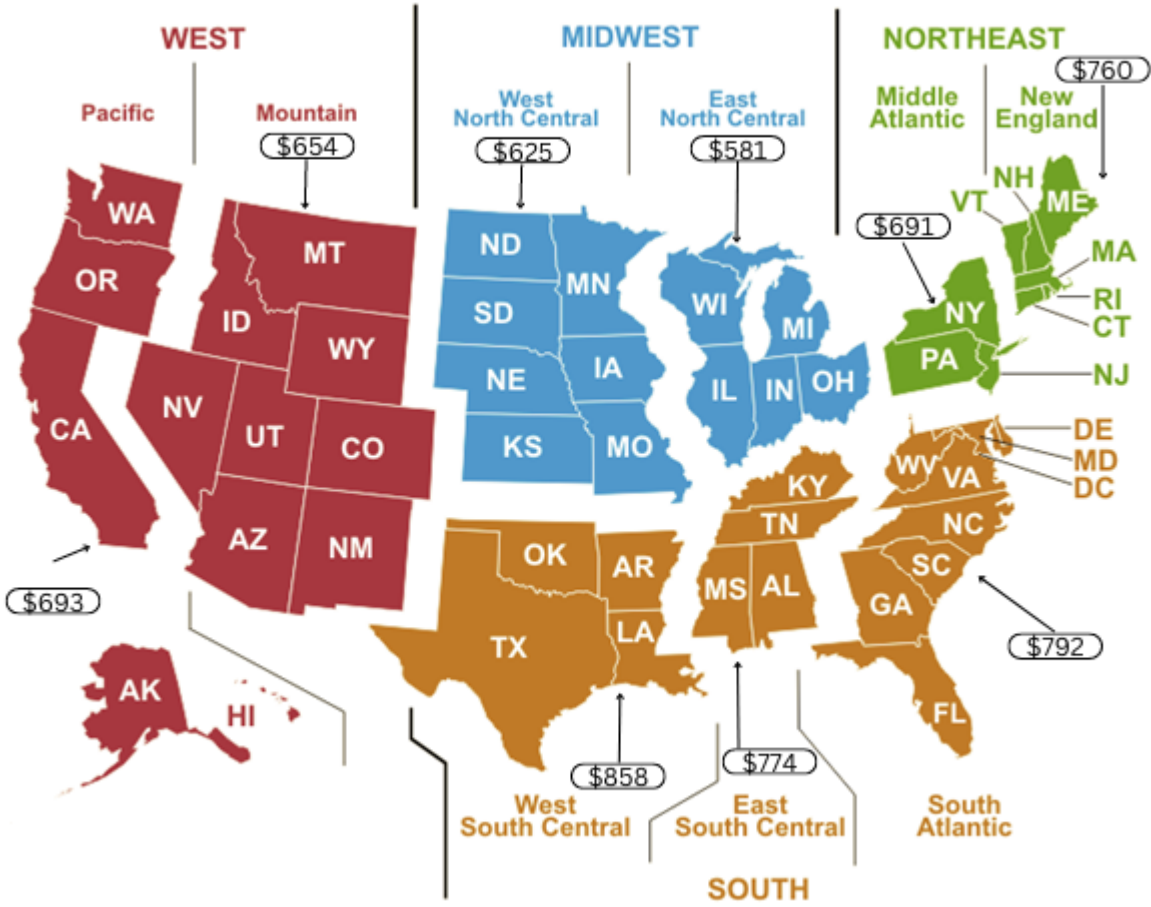 WEST
MIDWEST
NORTHEAST
Pacific
Mountain
West
North Central
East
North Central
Middle
Atlantic
New
England
$760
$654
$625
$581
$691
$693
$858
$774
$792
WA
OR
CA
MT
ID
WY
NV
UT
CO
AZ
NM
AK
HI
ND
SD
NE
KS
MN
IA
MO
WI
MI
IL
IN
OH
NH
VT
ME
MA
RI
CT
NY
PA
NJ
DE
MD
DC
WV
VA
KY
TN
NC
SC
GA
FL
OK
AR
TX
LA
MS
AL
West
South Central
East
South Central
South
Atlantic
SOUTH